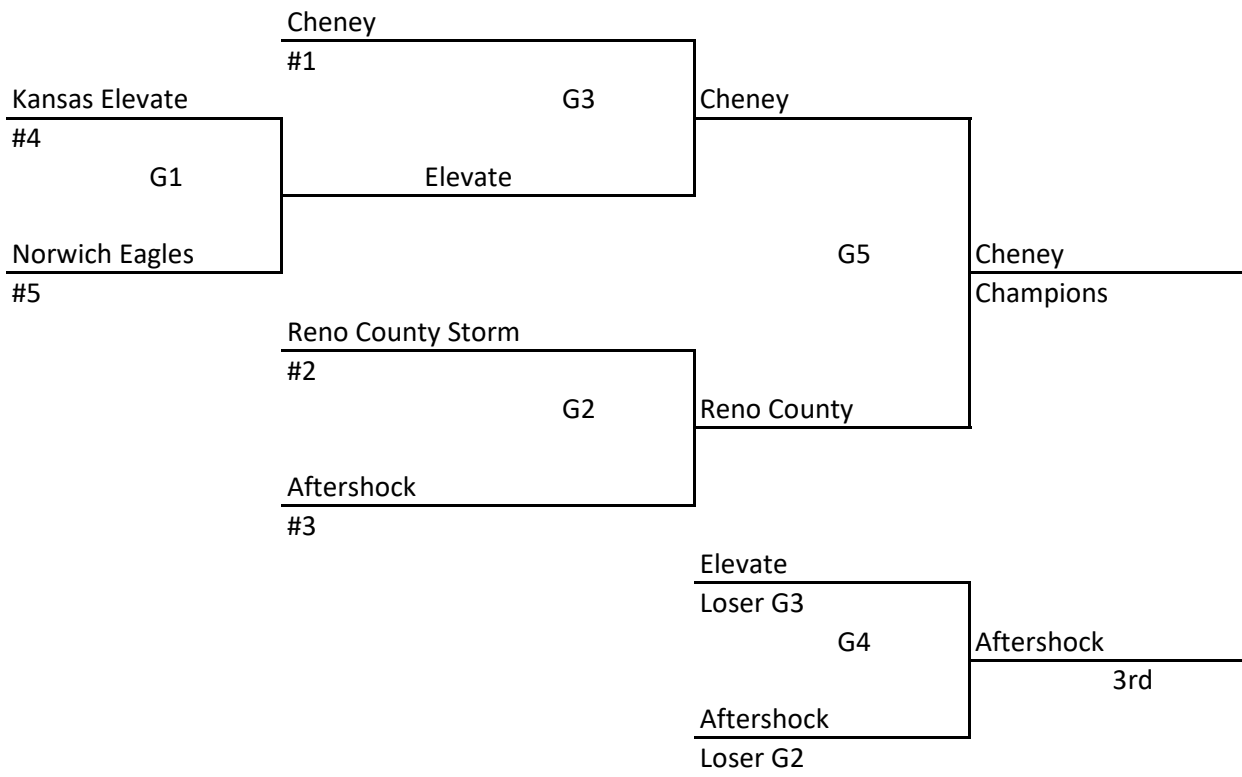 Cheney
#1
Kansas Elevate
G3
Cheney
#4
G1
Elevate
Norwich Eagles
G5
Cheney
#5
Champions
Reno County Storm
#2
G2
Reno County
Aftershock
#3
Elevate
Loser G3
G4
Aftershock
3rd
Aftershock
Loser G2